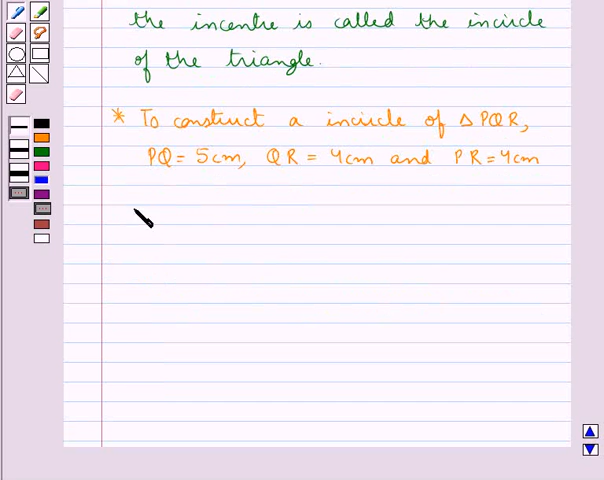 the incentre is called the incircle
of the triangle.
* To construct a incircle of △ PQR,
PQ = 5cm, QR = 4cm and PR = 4cm